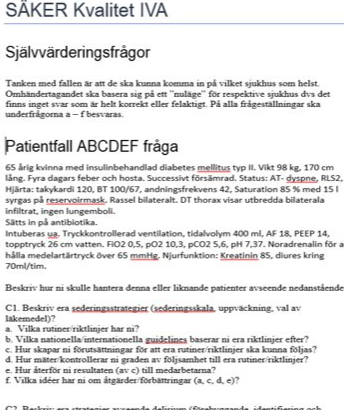 SÄKER Kvalitet IVA
Självvärderingsfrågor
Tanken med fallen är att de ska kunna komma in på vilket sjukhus som helst.
Omhändertagandet ska basera sig på ett ”nuläge” för respektive sjukhus dvs det
finns inget svar som är helt korrekt eller felaktigt. På alla frågeställningar ska
underfrågorna a – f besvaras.
Patientfall ABCDEF fråga
65 årig kvinna med insulinbehandlad diabetes mellitus typ II. Vikt 98 kg, 170 cm
lång. Fyra dagars feber och hosta. Successivt försämrad. Status: AT- dyspne, RLS2,
Hjärta: takykardi 120, BT 100/67, andningsfrekvens 42, Saturation 85 % med 15 l
syrgas på reservoirmask. Rassel bilateralt. DT thorax visar utbredda bilaterala
infiltrat, ingen lungemboli.
Sätts in på antibiotika.
Intuberas ua. Tryckkontrollerad ventilation, tidalvolym 400 ml, AF 18, PEEP 14,
topptryck 26 cm vatten. FiO2 0,5, pO2 10,3, pCO2 5,6, pH 7,37. Noradrenalin för a
hålla medelartärtryck över 65 mmHg. Njurfunktion: Kreatinin 85, diures kring
70ml/tim.
Beskriv hur ni skulle hantera denna eller liknande patienter avseende nedanstående
C1. Beskriv era sederingsstrategier (sederingsskala, uppväckning, val av
läkemedel)?
a. Vilka rutiner/riktlinjer har ni?
b. Vilka nationella/internationella guidelines baserar ni era riktlinjer efter?
c. Hur skapar ni förutsättningar för att era rutiner/riktlinjer ska kunna följas?
d. Hur mäter/kontrollerar ni graden av följsamhet till era rutiner/riktlinjer?
e. Hur återför ni resultaten (av c) till medarbetarna?
f. Vilka idéer har ni om åtgärder/förbättringar (a, c, d, e)?